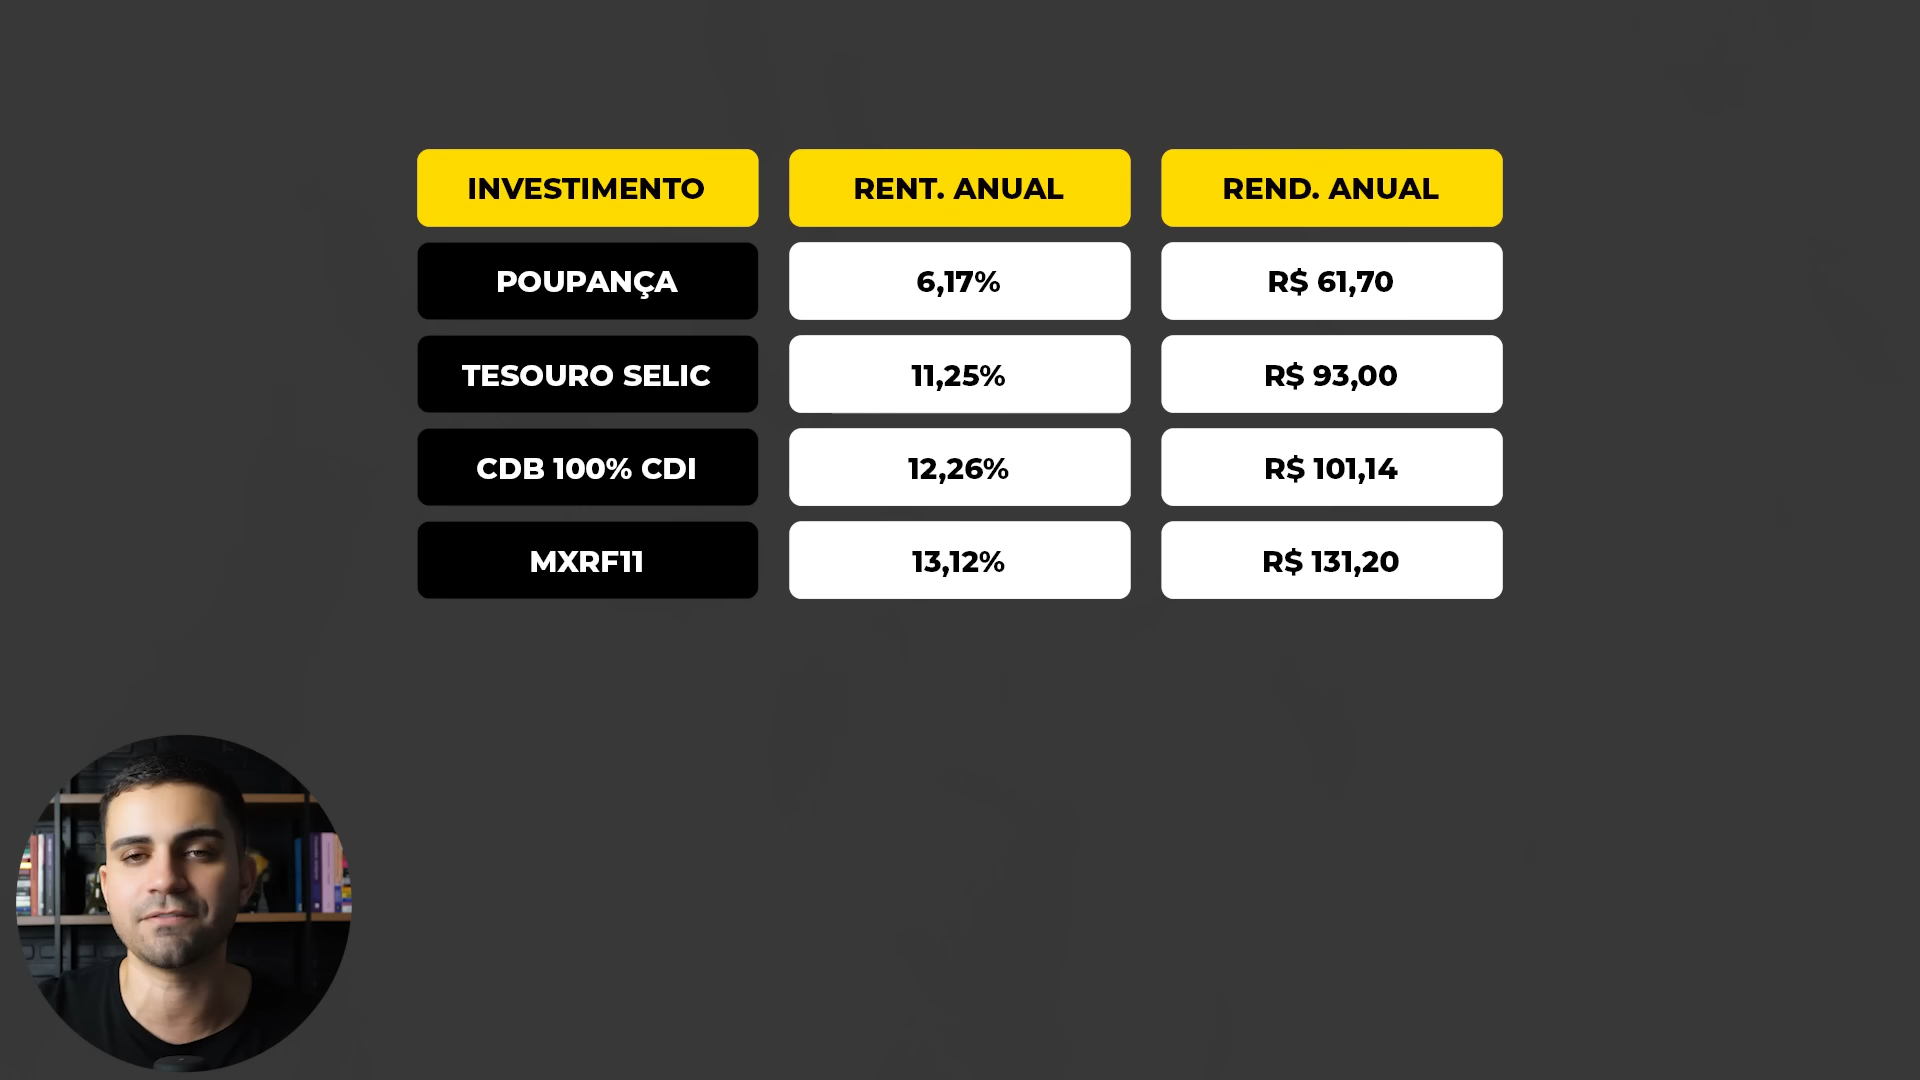 INVESTIMENTO RENT. ANUAL REND. ANUAL
POUPANÇA 6,17% R$ 61,70
TESOURO SELIC 11,25% R$ 93,00
CDB 100% CDI 12,26% R$ 101,14
MXRF11 13,12% R$ 131,20